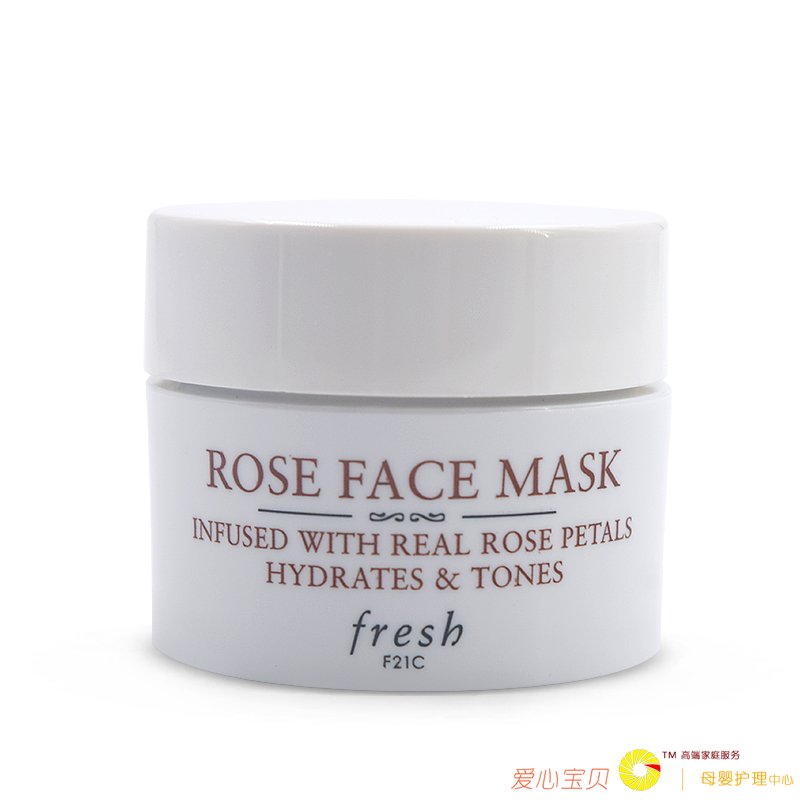 ROSE FACE MASK
INFUSED WITH REAL ROSE PETALS
HYDRATES & TONES
fresh
F21C
爱心宝贝 TM 高端家庭服务
母婴护理中心